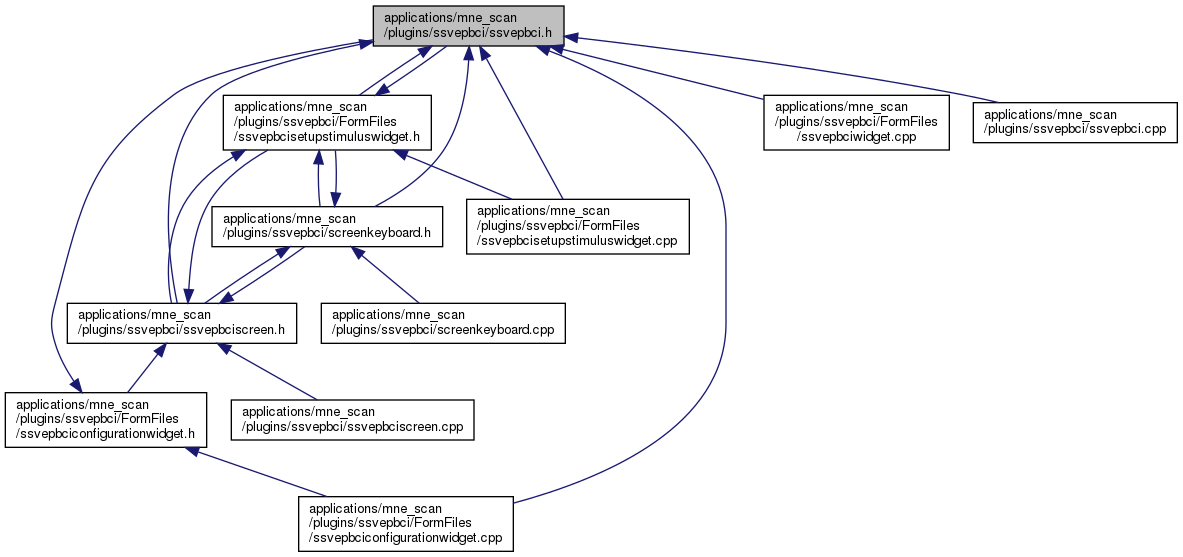 applications/mne_scan
/plugins/ssvepbci/ssvepbci.h
applications/mne_scan
/plugins/ssvepbci/FormFiles
/ssvepbcisetupstimuluswidget.h
applications/mne_scan
/plugins/ssvepbci/FormFiles
/ssvepbciwidget.cpp
applications/mne_scan
/plugins/ssvepbci/ssvepbci.cpp
applications/mne_scan
/plugins/ssvepbci/screenkeyboard.h
applications/mne_scan
/plugins/ssvepbci/FormFiles
/ssvepbcisetupstimuluswidget.cpp
applications/mne_scan
/plugins/ssvepbci/ssvepbciscreen.h
applications/mne_scan
/plugins/ssvepbci/screenkeyboard.cpp
applications/mne_scan
/plugins/ssvepbci/FormFiles
/ssvepbciconfigurationwidget.h
applications/mne_scan
/plugins/ssvepbci/ssvepbciscreen.cpp
applications/mne_scan
/plugins/ssvepbci/FormFiles
/ssvepbciconfigurationwidget.cpp